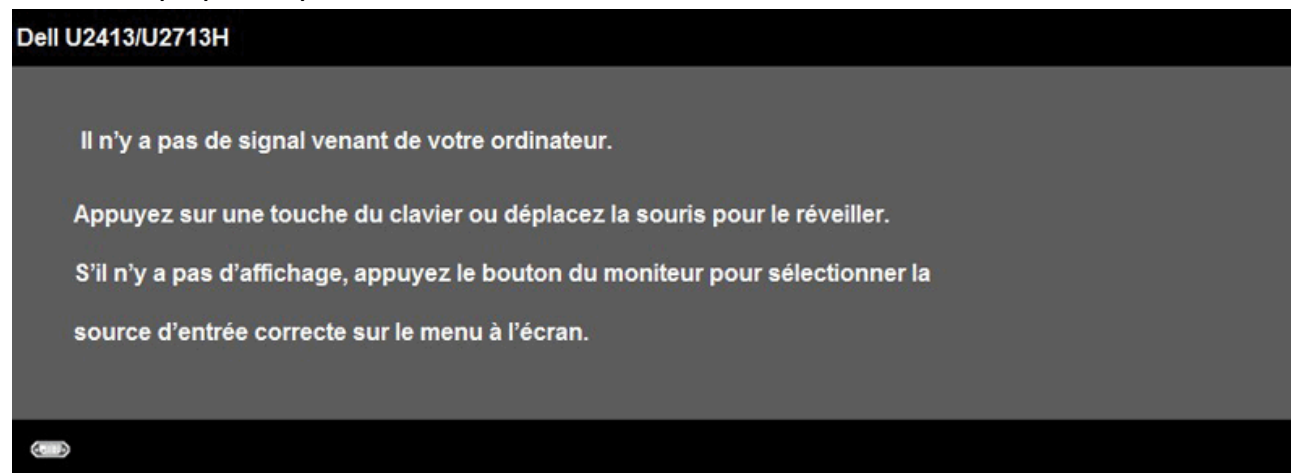 Dell U2413/U2713H
Il n’y a pas de signal venant de votre ordinateur.
Appuyez sur une touche du clavier ou déplacez la souris pour le réveiller.
S’il n’y a pas d’affichage, appuyez le bouton du moniteur pour sélectionner la
source d’entrée correcte sur le menu à l’écran.